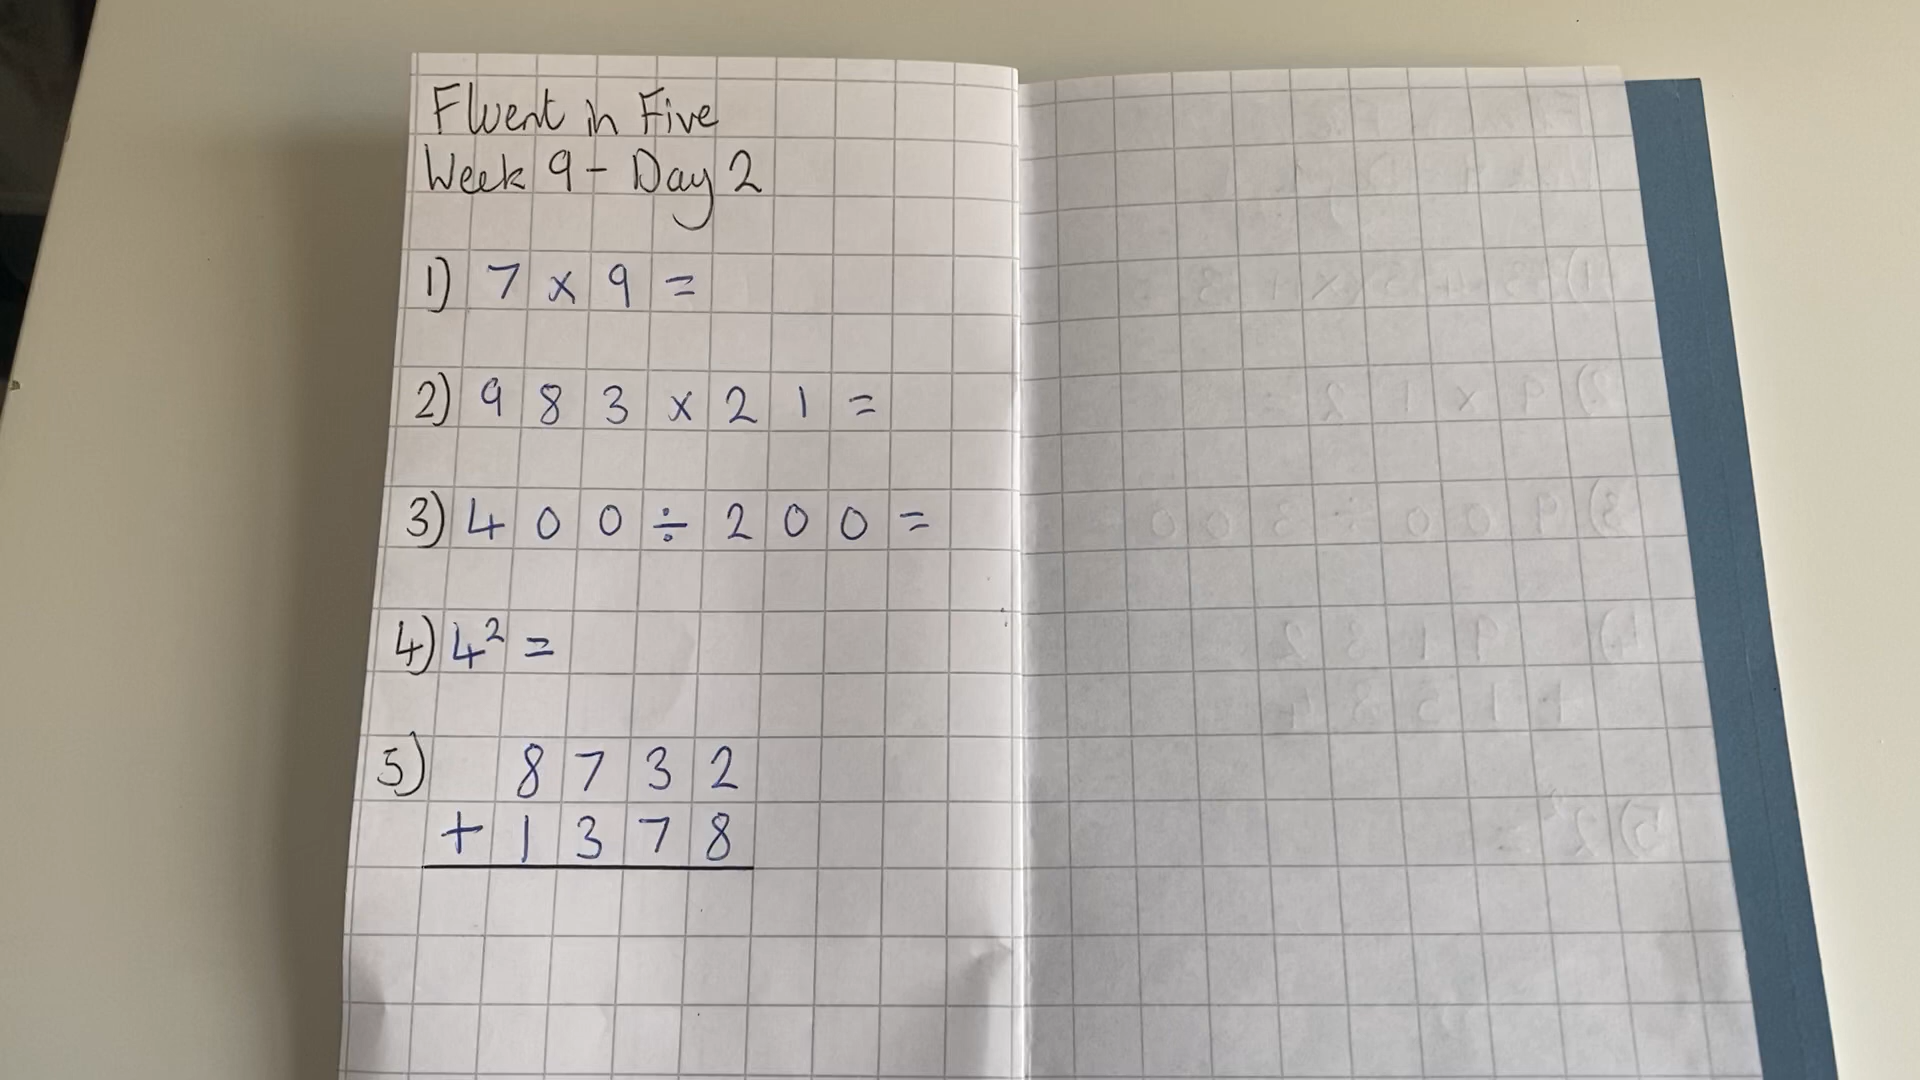 Fluent in Five
Week 9 - Day 2
1) 7 × 9 =
2) 983 × 21 =
3) 400 ÷ 200 =
4) 4² =
5) 8732
+ 1378